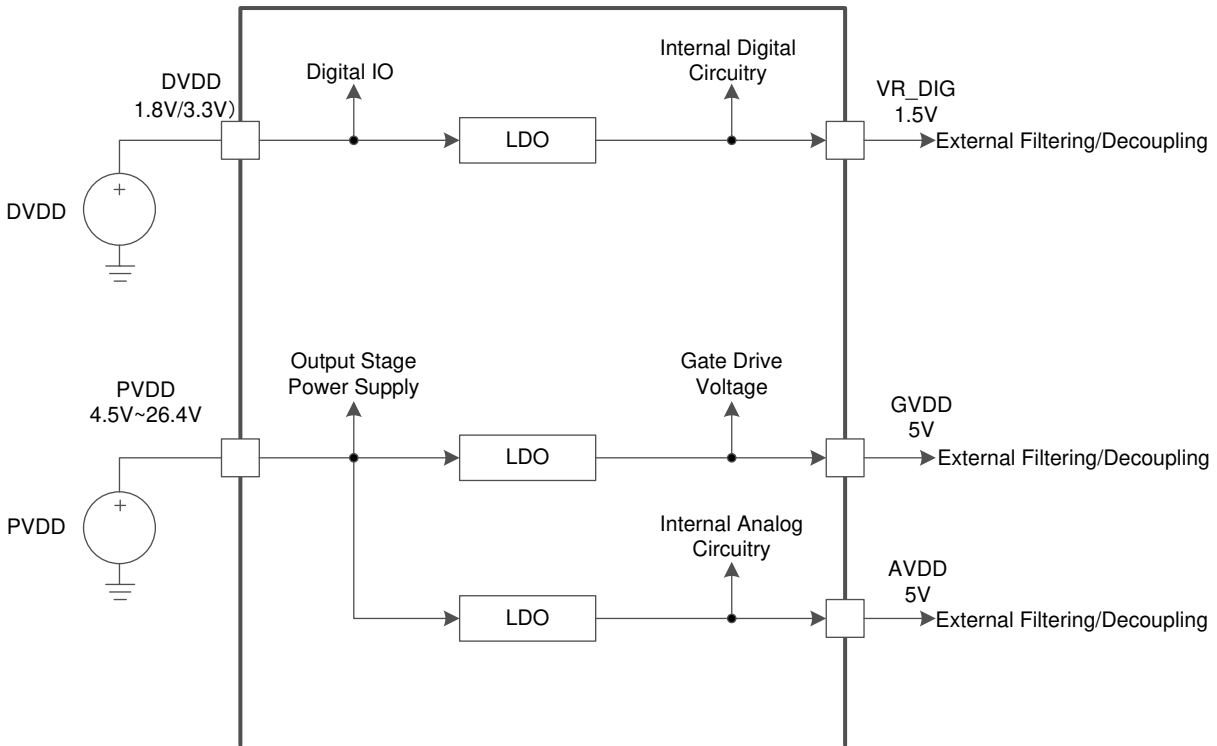 DVDD
1.8V/3.3V）
Digital IO
Internal Digital
Circuitry
VR_DIG
1.5V
LDO
External Filtering/Decoupling
+
DVDD
Output Stage
Power Supply
Gate Drive
Voltage
PVDD
4.5V~26.4V
GVDD
5V
LDO
External Filtering/Decoupling
+
PVDD
Internal Analog
Circuitry
AVDD
5V
LDO
External Filtering/Decoupling